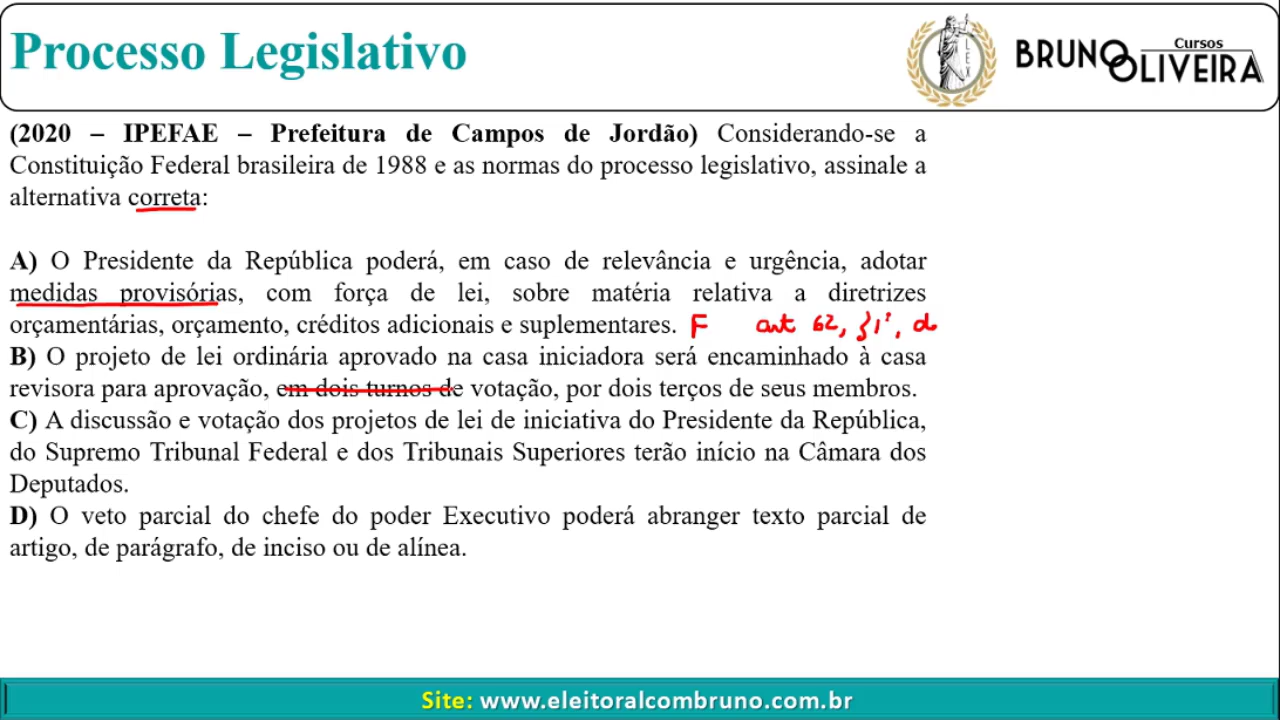 Processo Legislativo
LEX
BRUNO OLIVEIRA Cursos
(2020 – IPEFAE – Prefeitura de Campos de Jordão) Considerando-se a
Constituição Federal brasileira de 1988 e as normas do processo legislativo, assinale a
alternativa correta:
A) O Presidente da República poderá, em caso de relevância e urgência, adotar
medidas provisórias, com força de lei, sobre matéria relativa a diretrizes
orçamentárias, orçamento, créditos adicionais e suplementares. F art 62, §1º, d
B) O projeto de lei ordinária aprovado na casa iniciadora será encaminhado à casa
revisora para aprovação, em dois turnos de votação, por dois terços de seus membros.
C) A discussão e votação dos projetos de lei de iniciativa do Presidente da República,
do Supremo Tribunal Federal e dos Tribunais Superiores terão início na Câmara dos
Deputados.
D) O veto parcial do chefe do poder Executivo poderá abranger texto parcial de
artigo, de parágrafo, de inciso ou de alínea.
Site: www.eleitoralcombruno.com.br